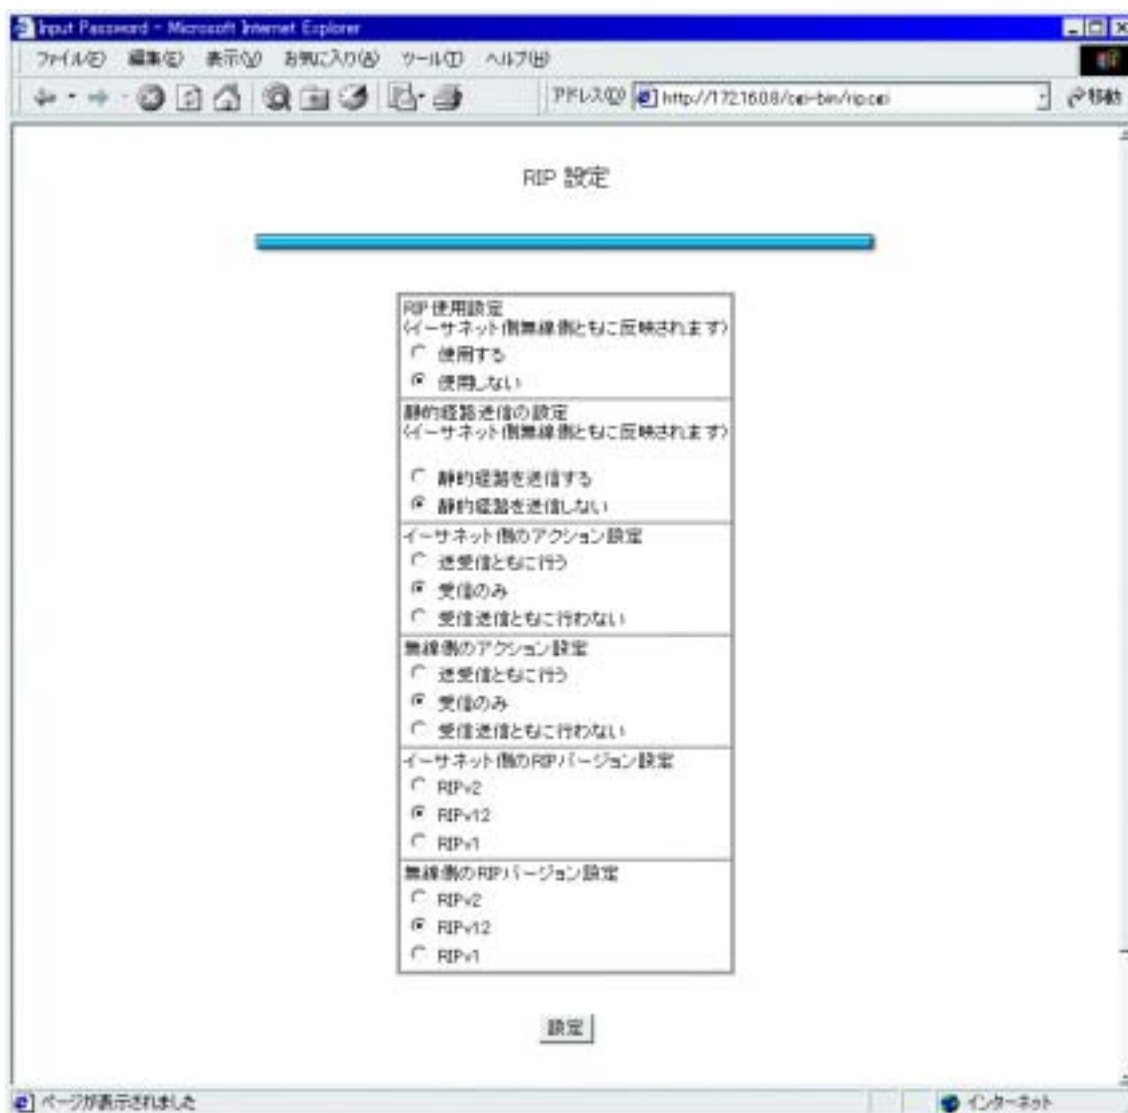 Input Password - Microsoft Internet Explorer
ファイル(F) 編集(E) 表示(V) お気に入り(A) ツール(T) ヘルプ(H)
アドレス(D) http://172.16.0.8/cgi-bin/rip.cgi 移動
RIP 設定
RIP使用設定
(イーサネット側無線側ともに反映されます)
使用する
使用しない
静的経路送信の設定
(イーサネット側無線側ともに反映されます)
静的経路を送信する
静的経路を送信しない
イーサネット側のアクション設定
送受信ともに行う
受信のみ
受信送信ともに行わない
無線側のアクション設定
送受信ともに行う
受信のみ
受信送信ともに行わない
イーサネット側のRIPバージョン設定
RIPv2
RIPv12
RIPv1
無線側のRIPバージョン設定
RIPv2
RIPv12
RIPv1
設定
ページが表示されました インターネット